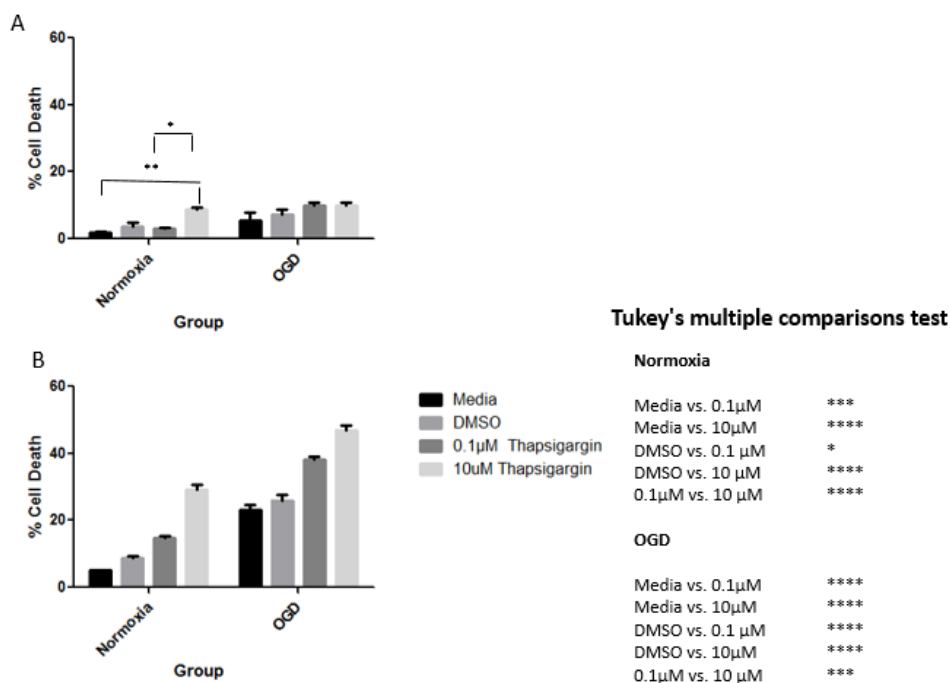 A
60
40
20
0
% Cell Death
*
**
Normoxia
OGD
Group
B
60
40
20
0
% Cell Death
Normoxia
OGD
Group
Media
DMSO
0.1µM Thapsigargin
10uM Thapsigargin
Tukey's multiple comparisons test
Normoxia
Media vs. 0.1µM ***
Media vs. 10µM ****
DMSO vs. 0.1 µM *
DMSO vs. 10 µM ****
0.1µM vs. 10 µM ****
OGD
Media vs. 0.1µM ****
Media vs. 10µM ****
DMSO vs. 0.1 µM ****
DMSO vs. 10µM ****
0.1µM vs. 10 µM ***